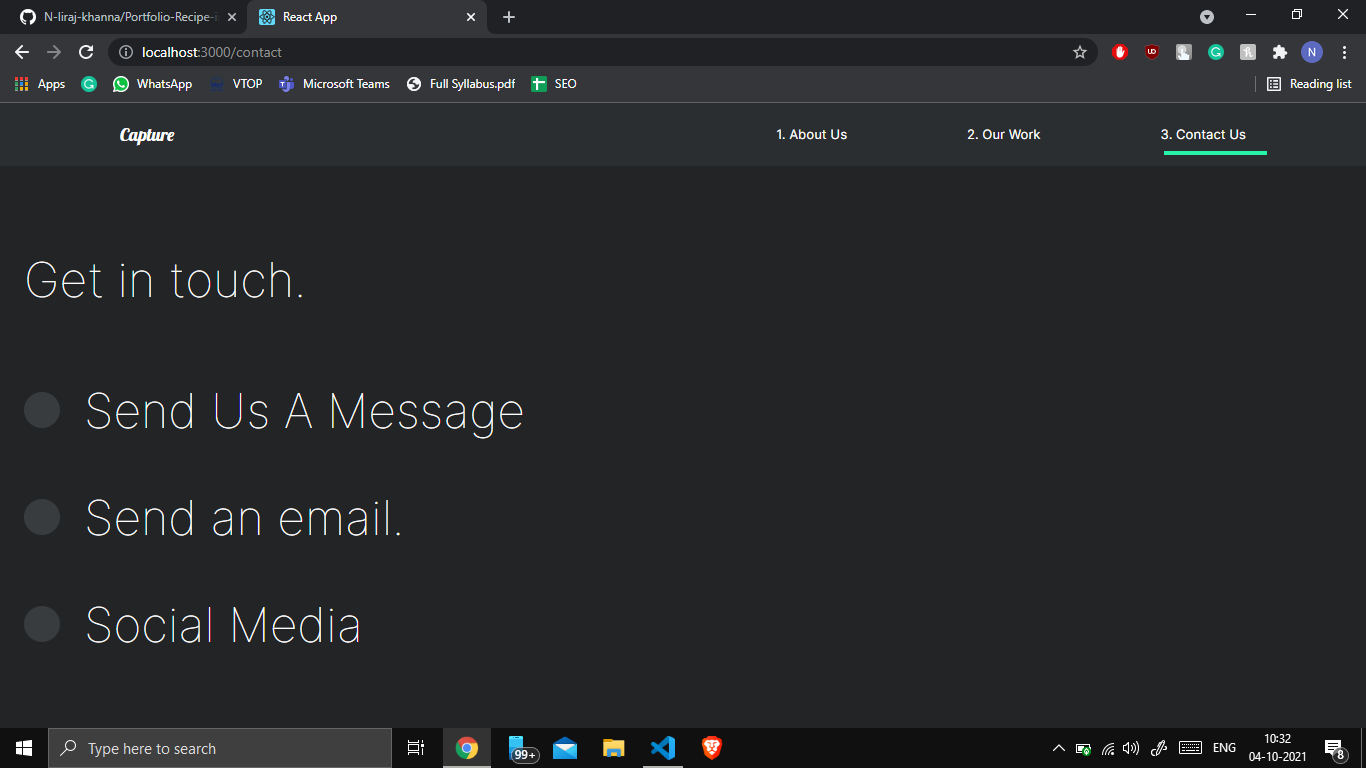 N-liraj-khanna/Portfolio-Recipe-i
React App
localhost:3000/contact
Apps
WhatsApp
VTOP
Microsoft Teams
Full Syllabus.pdf
SEO
Reading list
Capture
1. About Us
2. Our Work
3. Contact Us
Get in touch.
Send Us A Message
Send an email.
Social Media
Type here to search
99+
ENG
10:32
04-10-2021
8
N